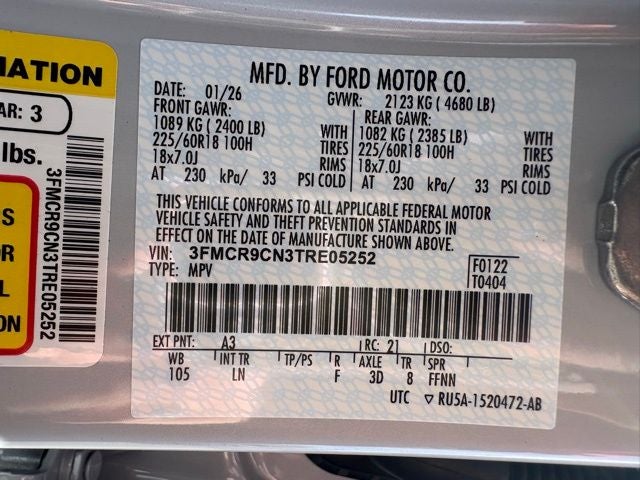 MATION
AR: 3
lbs.
S
OR
L
ON
3FMCR9CN3TRE05252
MFD. BY FORD MOTOR CO.
DATE: 01/26 GVWR: 2123 KG ( 4680 LB)
FRONT GAWR: REAR GAWR:
1089 KG ( 2400 LB) WITH 1082 KG ( 2385 LB) WITH
225/60R18 100H TIRES 225/60R18 100H TIRES
18x7.0J RIMS 18x7.0J RIMS
AT 230 kPa/ 33 PSI COLD AT 230 kPa/ 33 PSI COLD
THIS VEHICLE CONFORMS TO ALL APPLICABLE FEDERAL MOTOR
VEHICLE SAFETY AND THEFT PREVENTION STANDARDS IN
EFFECT ON THE DATE OF MANUFACTURE SHOWN ABOVE.
VIN: 3FMCR9CN3TRE05252 F0122
TYPE: MPV T0404
EXT PNT: A3 RC: 21 DSO:
WB INT TR TP/PS R AXLE TR SPR
105 LN F 3D 8 FFNN
UTC ▽ RU5A-1520472-AB